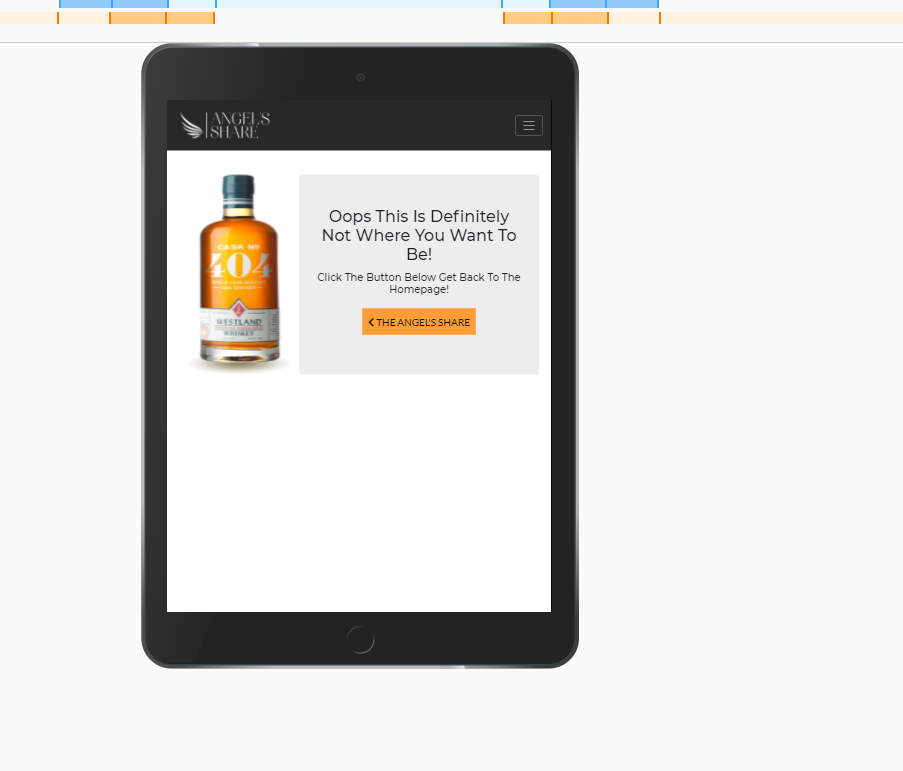 ANGEL'S
SHARE
CASK Nº
404
WESTLAND
WHISKEY
Oops This Is Definitely
Not Where You Want To
Be!
Click The Button Below Get Back To The
Homepage!
THE ANGEL'S SHARE